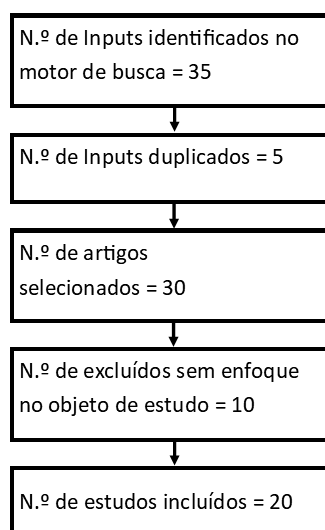 N.º de Inputs identificados no
motor de busca = 35
N.º de Inputs duplicados = 5
N.º de artigos
selecionados = 30
N.º de excluídos sem enfoque
no objeto de estudo = 10
N.º de estudos incluídos = 20